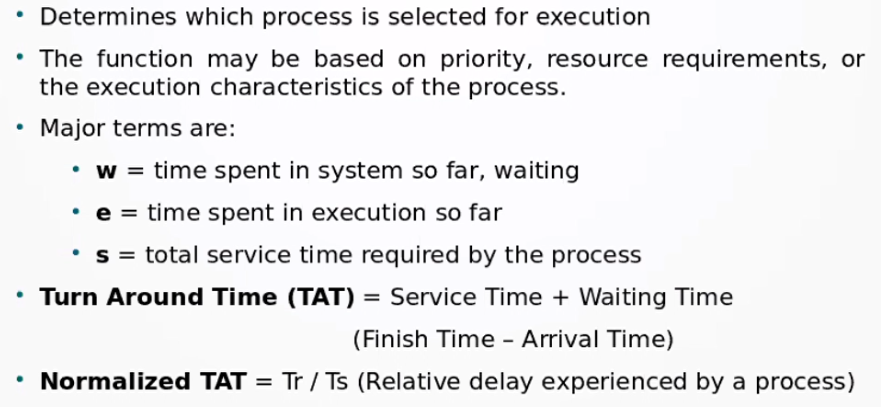 • Determines which process is selected for execution
• The function may be based on priority, resource requirements, or
the execution characteristics of the process.
• Major terms are:
• w = time spent in system so far, waiting
• e = time spent in execution so far
• s = total service time required by the process
• Turn Around Time (TAT) = Service Time + Waiting Time
(Finish Time – Arrival Time)
• Normalized TAT = Tr / Ts (Relative delay experienced by a process)